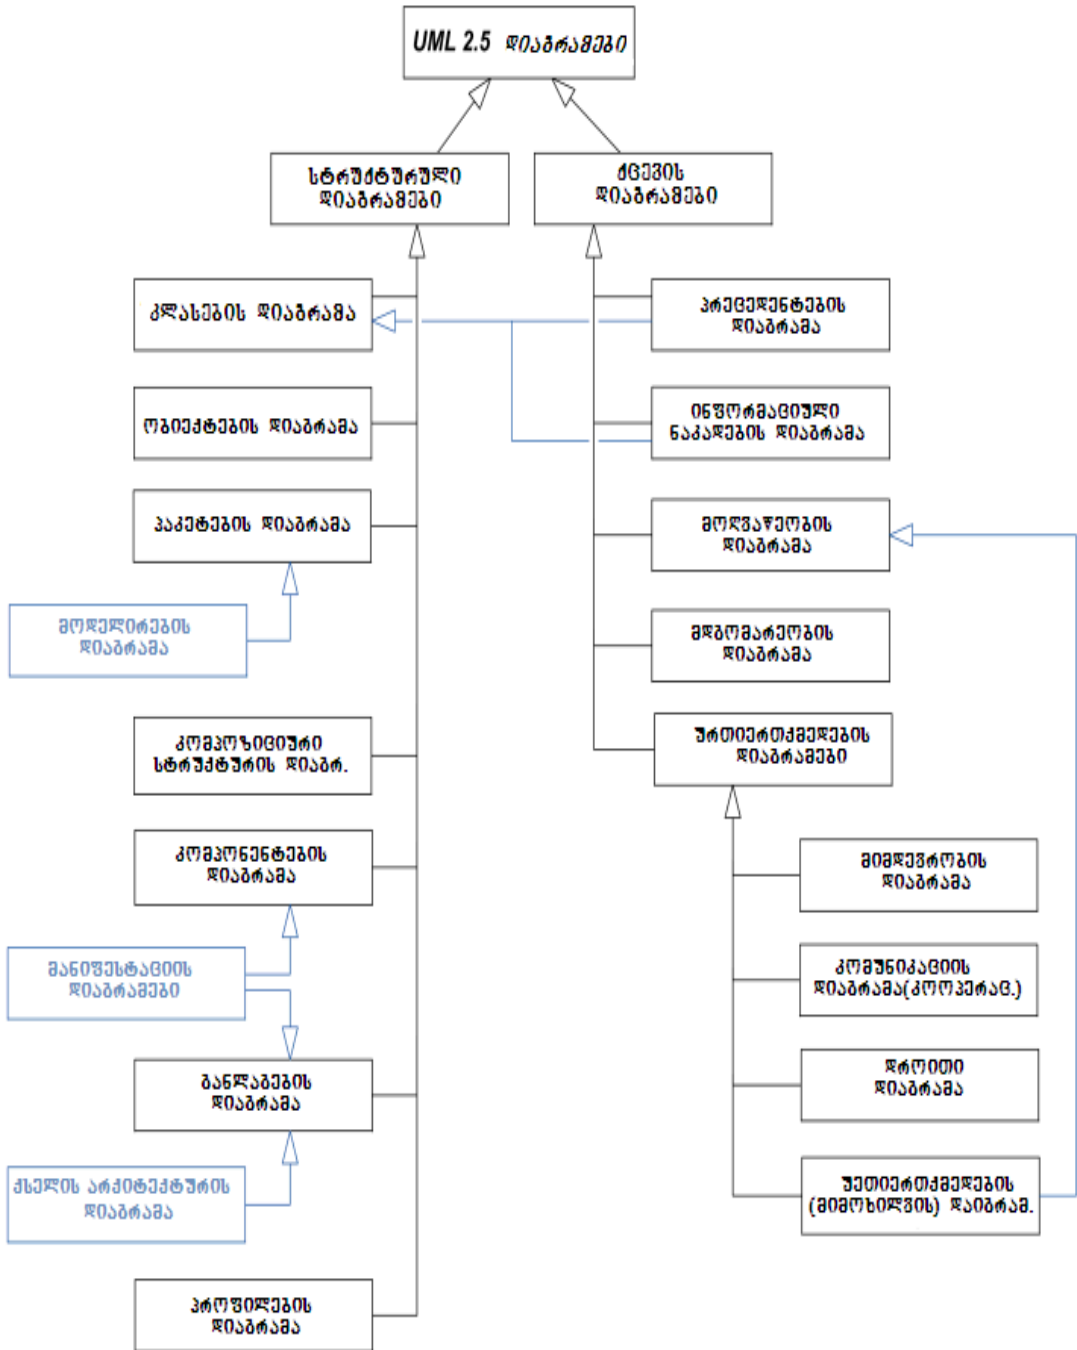 UML 2.5 დიაგრამები
სტრუქტურული
დიაგრამები
ქცევის
დიაგრამები
კლასების დიაგრამა
პრეცედენტების
დიაგრამა
ობიექტების დიაგრამა
ინფორმაციული
ნაკადების დიაგრამა
პაკეტების დიაგრამა
მოღვაწეობის
დიაგრამა
მოდელირების
დიაგრამა
მდგომარეობის
დიაგრამა
კომპოზიციური
სტრუქტურის დიაგრ.
ურთიერთქმედების
დიაგრამები
კომპონენტების
დიაგრამა
მიმდევრობის
დიაგრამა
მანიფესტაციის
დიაგრამები
კომუნიკაციის
დიაგრამა(კოოპერაც.)
განლაგების
დიაგრამა
დროითი
დიაგრამა
ქსელის არქიტექტურის
დიაგრამა
უეთიერთქმედების
(მიმოხილვის) დაიგრამ.
პროფილების
დიაგრამა